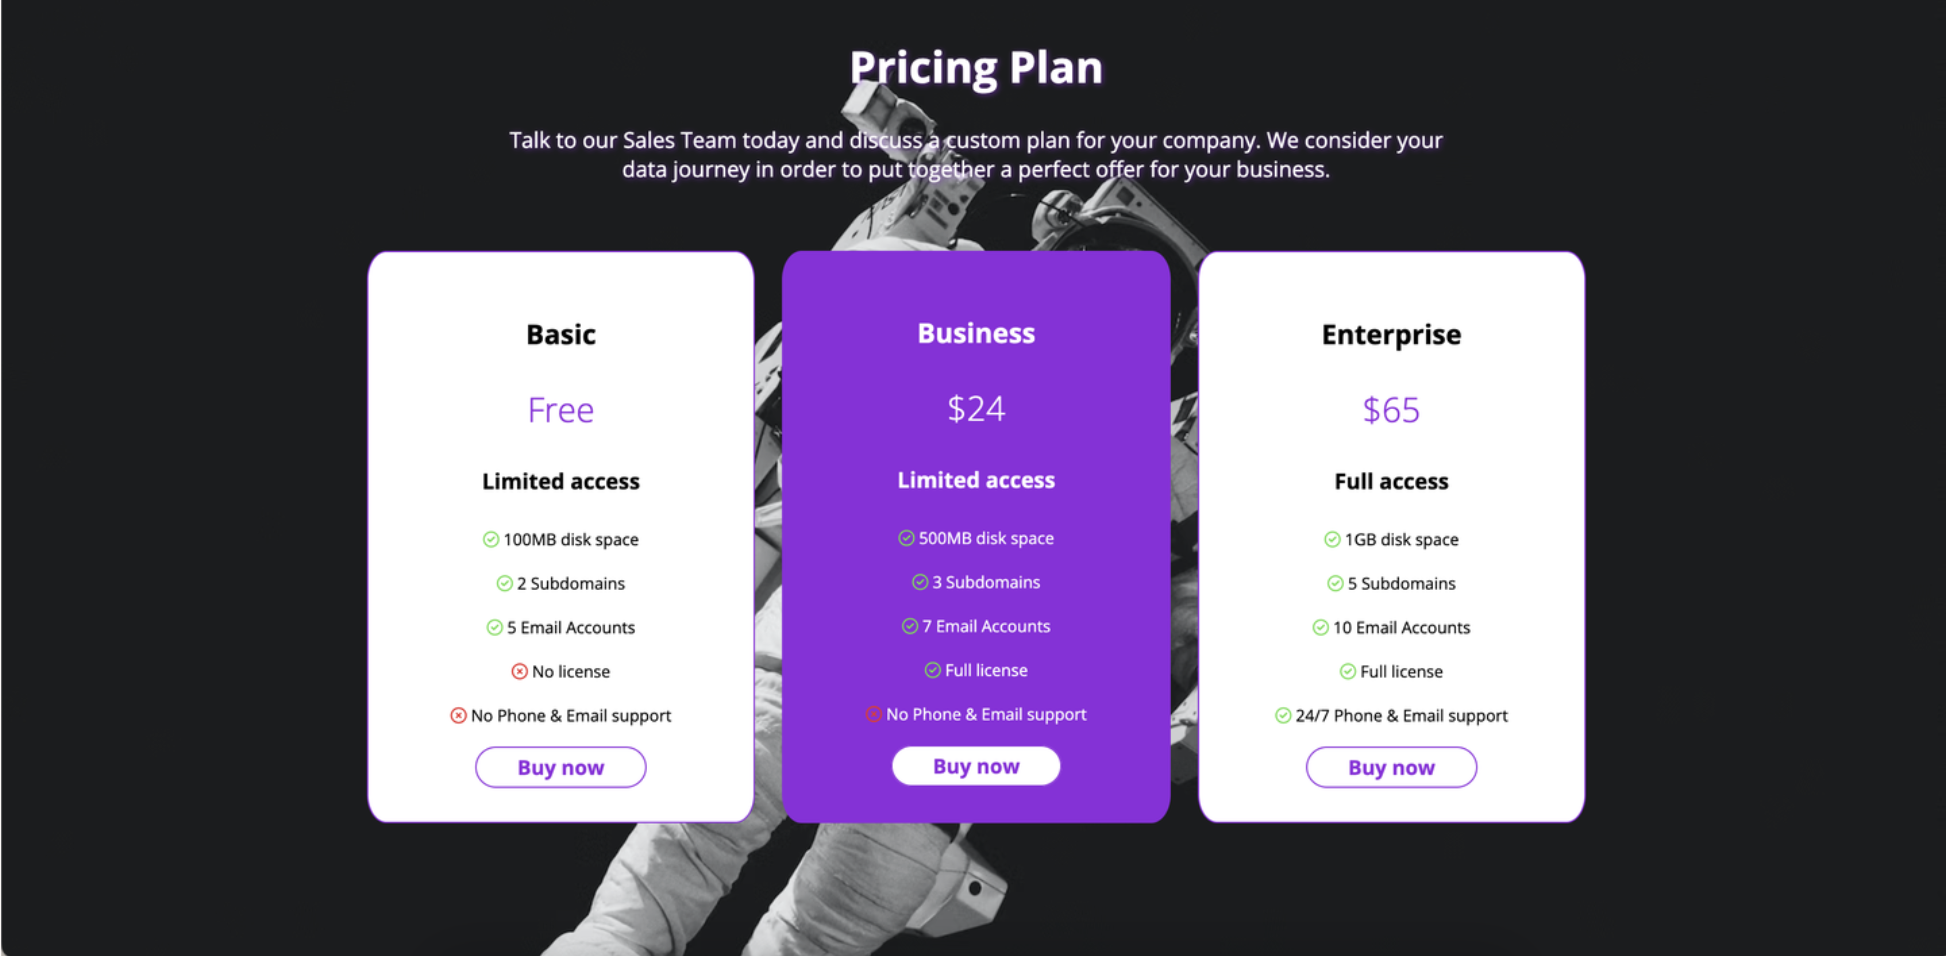 Pricing Plan
Talk to our Sales Team today and discuss a custom plan for your company. We consider your
data journey in order to put together a perfect offer for your business.
Basic
Free
Limited access
100MB disk space
2 Subdomains
5 Email Accounts
No license
No Phone & Email support
Buy now
Business
$24
Limited access
500MB disk space
3 Subdomains
7 Email Accounts
Full license
No Phone & Email support
Buy now
Enterprise
$65
Full access
1GB disk space
5 Subdomains
10 Email Accounts
Full license
24/7 Phone & Email support
Buy now